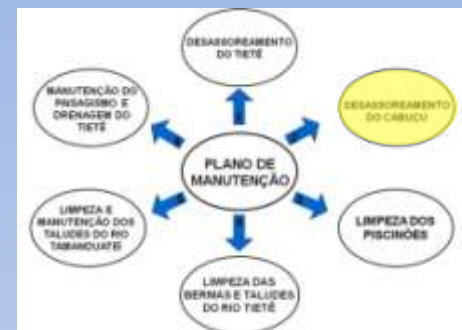 DESASSOREAMENTO
DO TIETÊ
MANUTENÇÃO DO
PAISAGISMO E
DRENAGEM DO
TIETÊ
DESASSOREAMENTO
DO CABUÇU
PLANO DE
MANUTENÇÃO
LIMPEZA E
MANUTENÇÃO DOS
TALUDES DO RIO
TAMANDUATEÍ
LIMPEZA DOS
PISCINÕES
LIMPEZA DAS
BERMAS E TALUDES
DO RIO TIETÊ